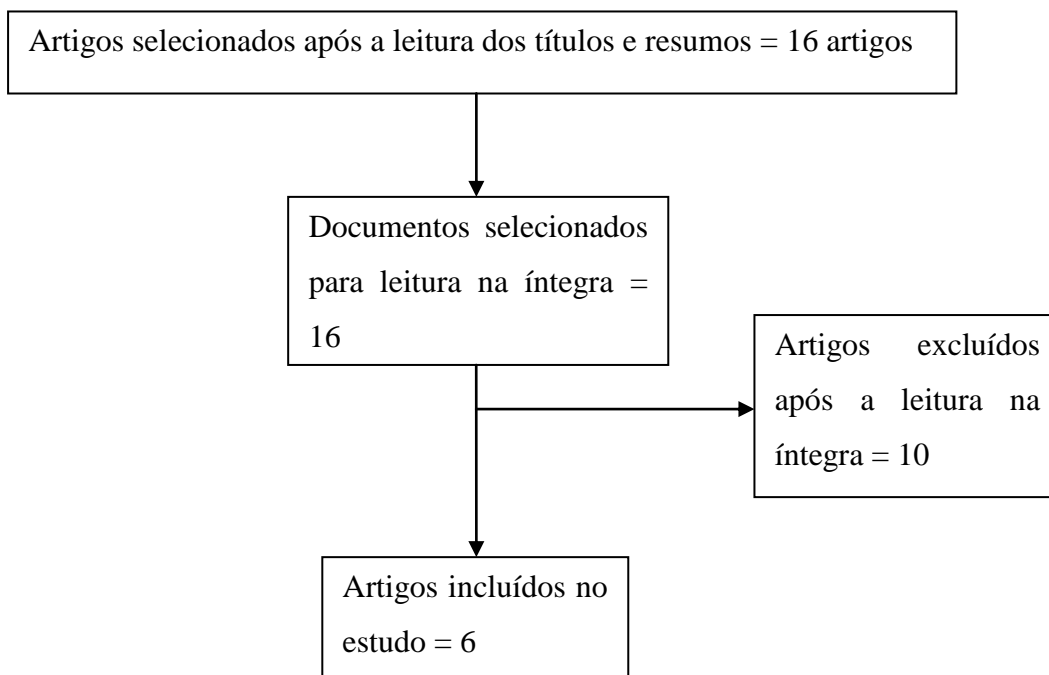 Artigos selecionados após a leitura dos títulos e resumos = 16 artigos
Documentos selecionados
para leitura na íntegra =
16
Artigos excluídos
após a leitura na
íntegra = 10
Artigos incluídos no
estudo = 6